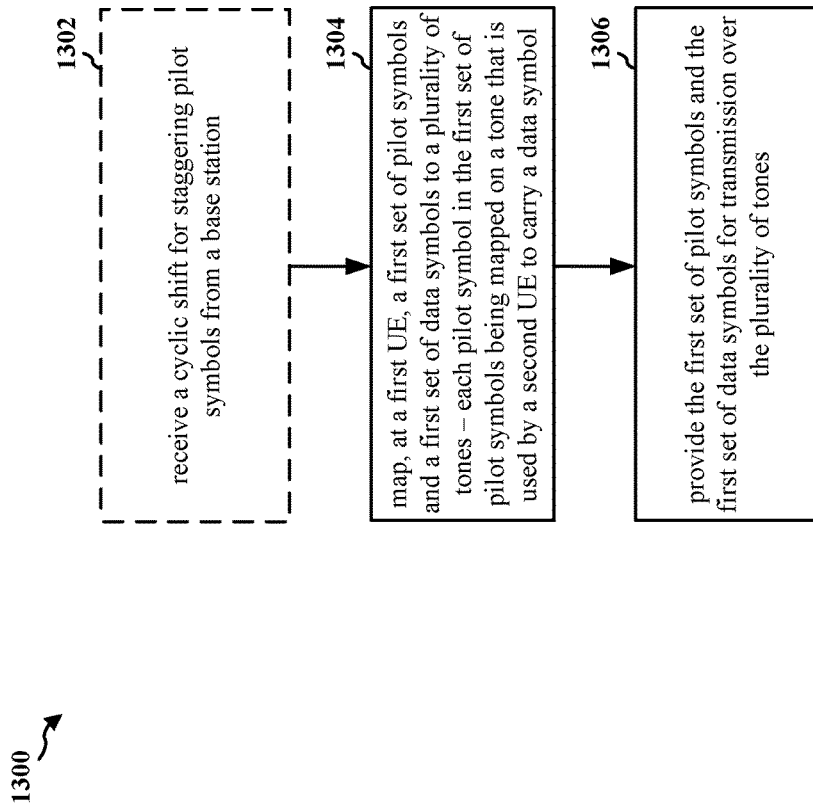 1300
1302
receive a cyclic shift for staggering pilot
symbols from a base station
1304
map, at a first UE, a first set of pilot symbols
and a first set of data symbols to a plurality of
tones – each pilot symbol in the first set of
pilot symbols being mapped on a tone that is
used by a second UE to carry a data symbol
1306
provide the first set of pilot symbols and the
first set of data symbols for transmission over
the plurality of tones